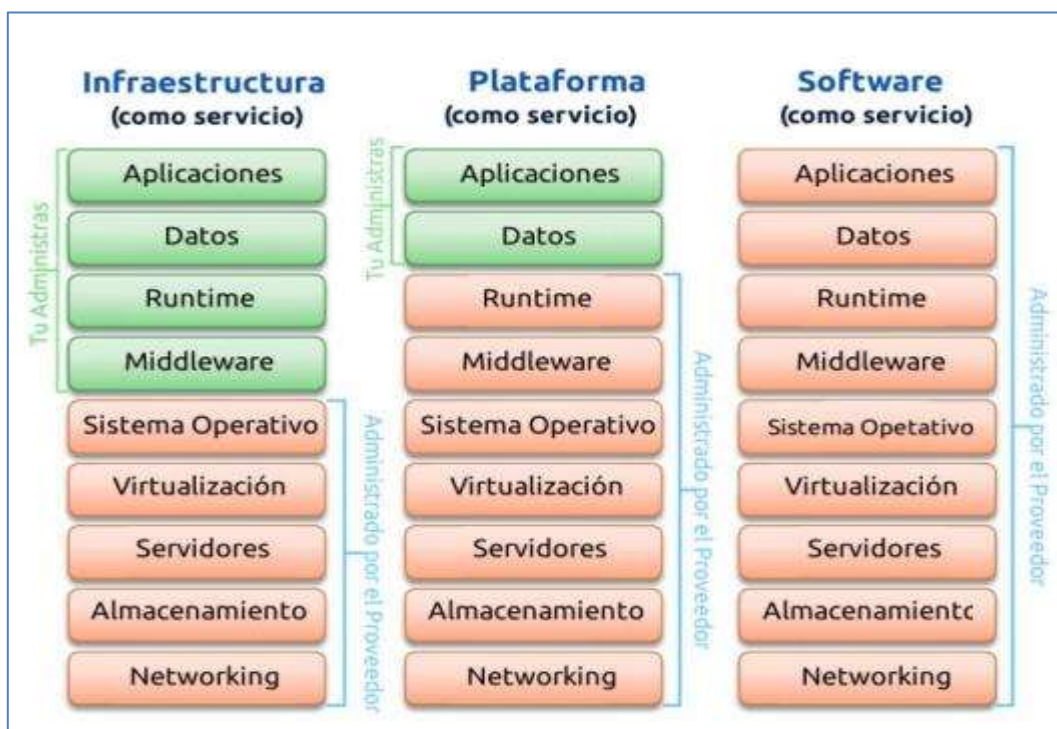 Infraestructura
(como servicio)
Tu Administras
Aplicaciones
Datos
Runtime
Middleware
Sistema Operativo
Virtualización
Servidores
Almacenamiento
Networking
Administrado por el Proveedor
Plataforma
(como servicio)
Tu Administras
Aplicaciones
Datos
Runtime
Middleware
Sistema Operativo
Virtualización
Servidores
Almacenamiento
Networking
Administrado por el Proveedor
Software
(como servicio)
Aplicaciones
Datos
Runtime
Middleware
Sistema Opetativo
Virtualización
Servidores
Almacenamientc
Networking
Administrado por el Proveedor